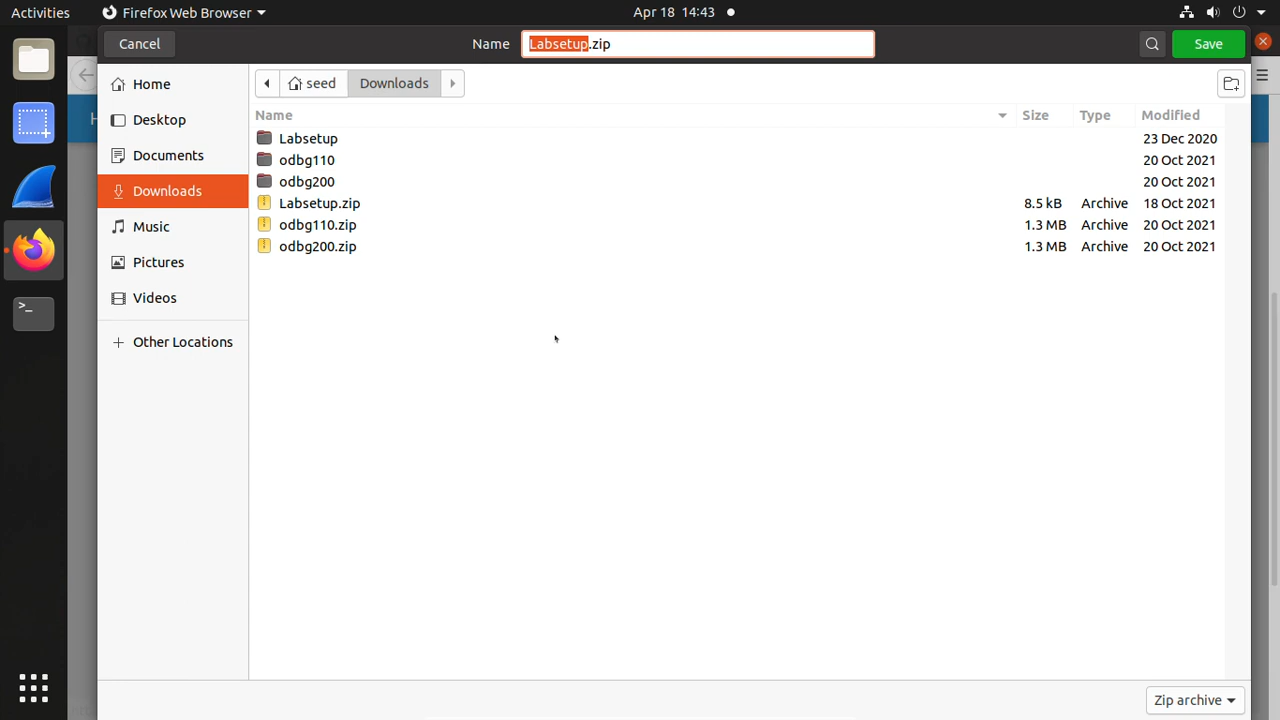 Activities Firefox Web Browser Apr 18 14:43
Cancel Name Labsetup.zip Save
Home
Desktop
Documents
Downloads
Music
Pictures
Videos
Other Locations
seed Downloads
Name Size Type Modified
Labsetup 23 Dec 2020
odbg110 20 Oct 2021
odbg200 20 Oct 2021
Labsetup.zip 8.5 kB Archive 18 Oct 2021
odbg110.zip 1.3 MB Archive 20 Oct 2021
odbg200.zip 1.3 MB Archive 20 Oct 2021
Zip archive